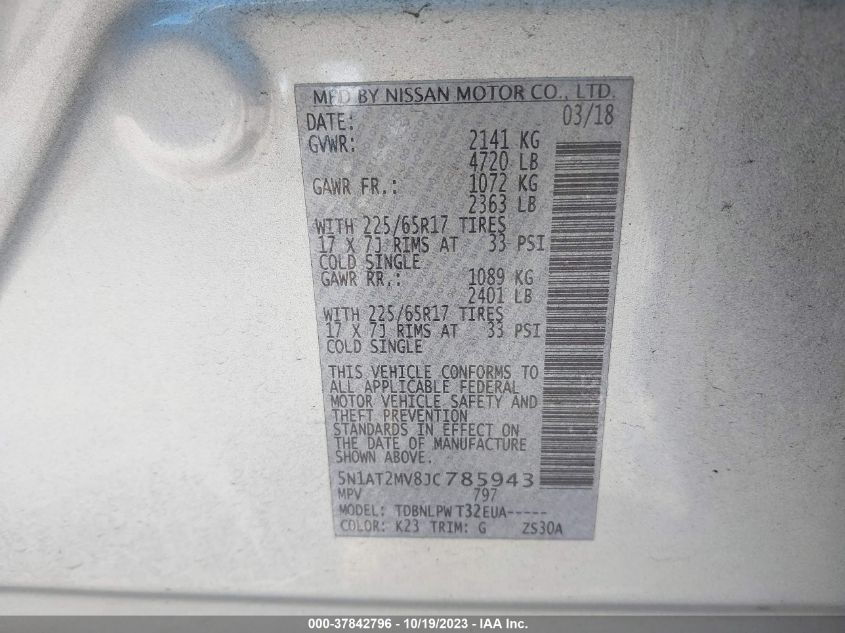 MFD BY NISSAN MOTOR CO., LTD.
DATE: 03/18
GVWR: 2141 KG
4720 LB
GAWR FR.: 1072 KG
2363 LB
WITH 225/65R17 TIRES
17 X 7J RIMS AT 33 PSI
COLD SINGLE
GAWR RR.: 1089 KG
2401 LB
WITH 225/65R17 TIRES
17 X 7J RIMS AT 33 PSI
COLD SINGLE
THIS VEHICLE CONFORMS TO
ALL APPLICABLE FEDERAL
MOTOR VEHICLE SAFETY AND
THEFT PREVENTION
STANDARDS IN EFFECT ON
THE DATE OF MANUFACTURE
SHOWN ABOVE.
5N1AT2MV8JC785943
MPV 797
MODEL: TDBNLPWT32EUA-----
COLOR: K23 TRIM: G ZS30A
000-37842796 - 10/19/2023 - IAA Inc.